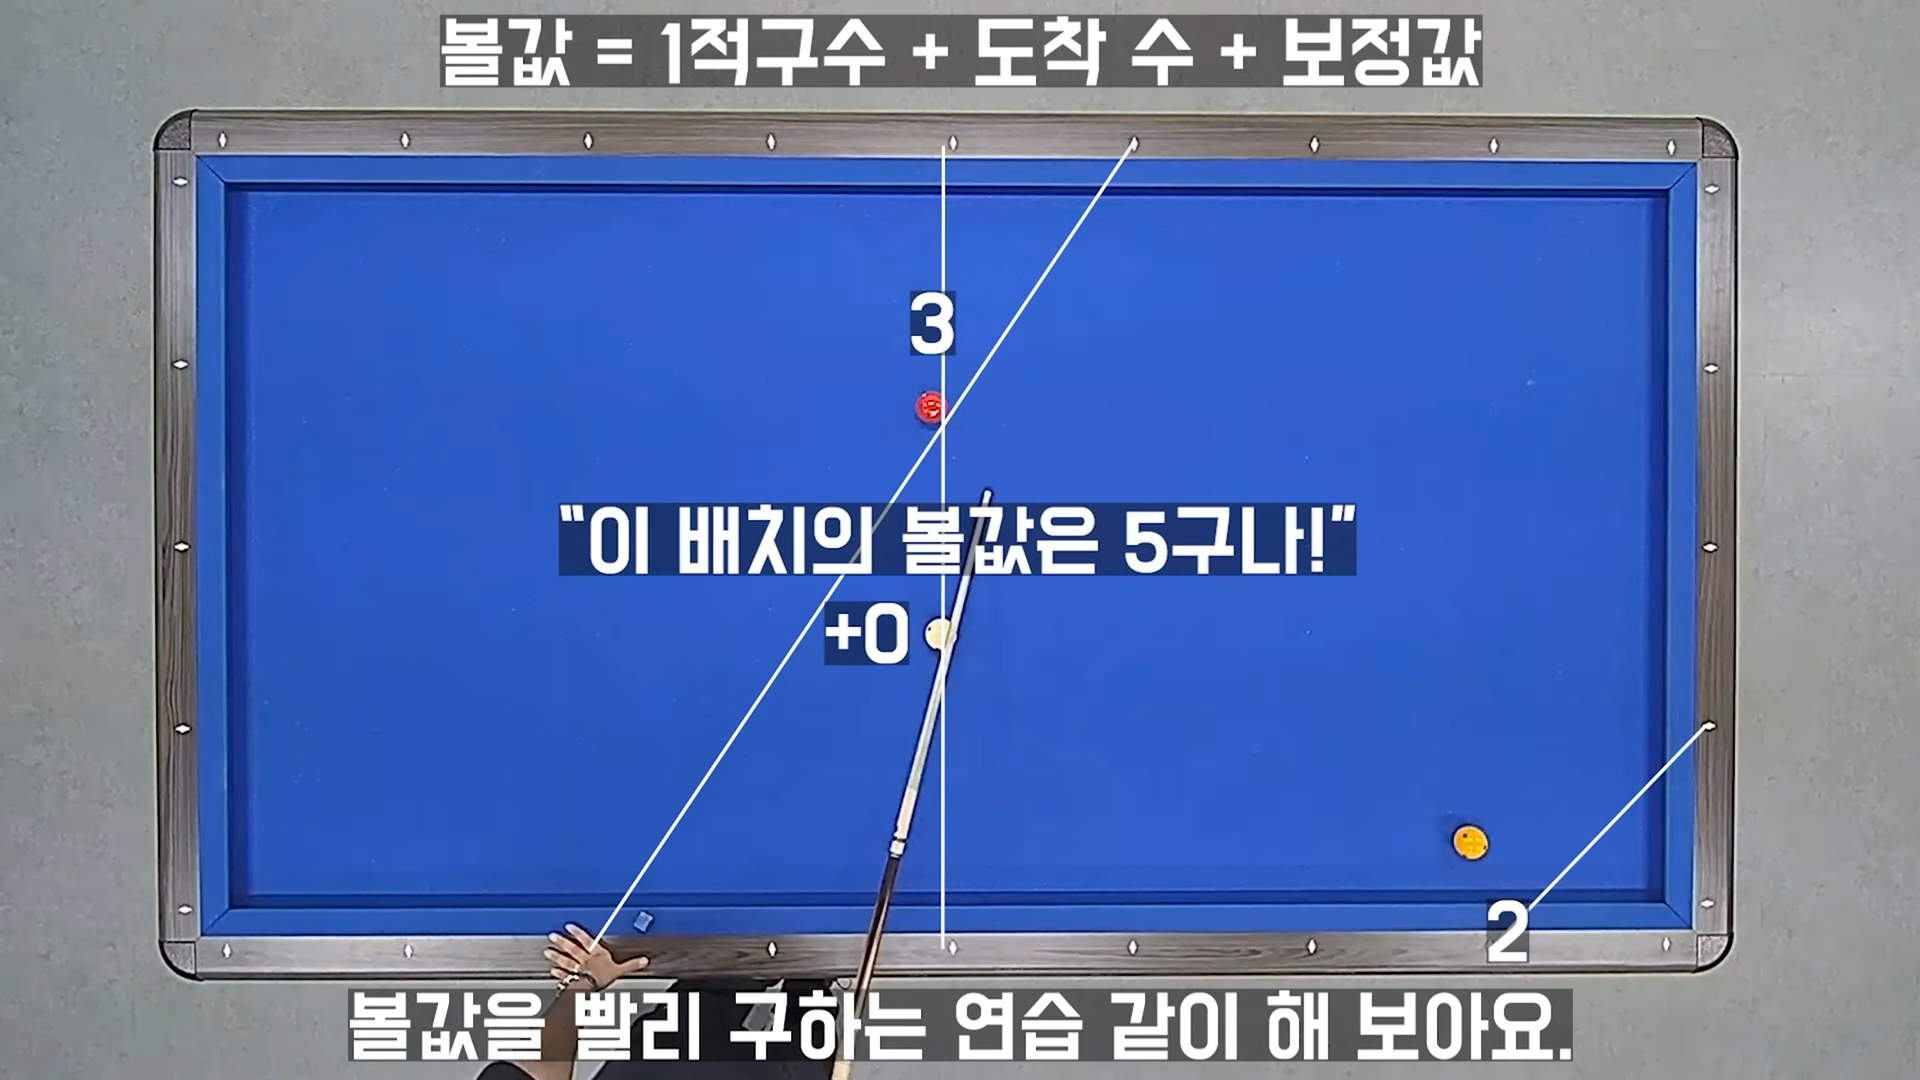 볼값 = 1적구수 + 도착 수 + 보정값
3
"이 배치의 볼값은 5구나!"
+0
2
볼값을 빨리 구하는 연습 같이 해 보아요.